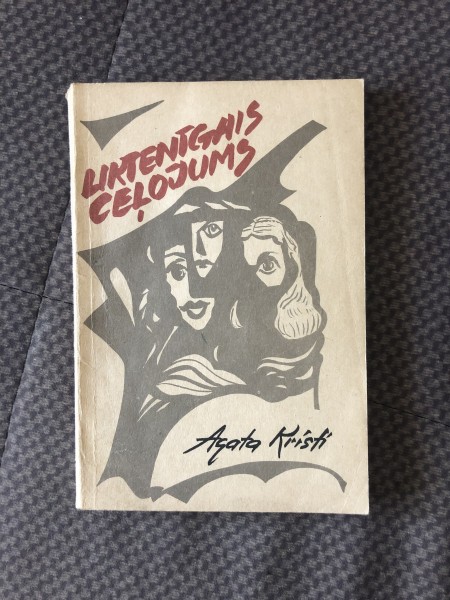 LIKTENĪGAIS
CEĻOJUMS
Agata Kristi